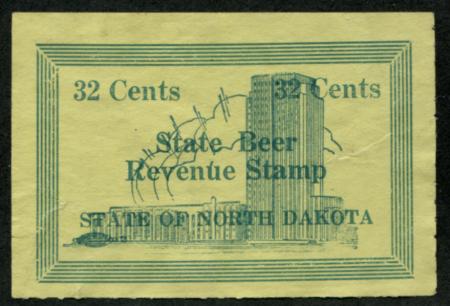 32 Cents 32 Cents
State Beer
Revenue Stamp
STATE OF NORTH DAKOTA